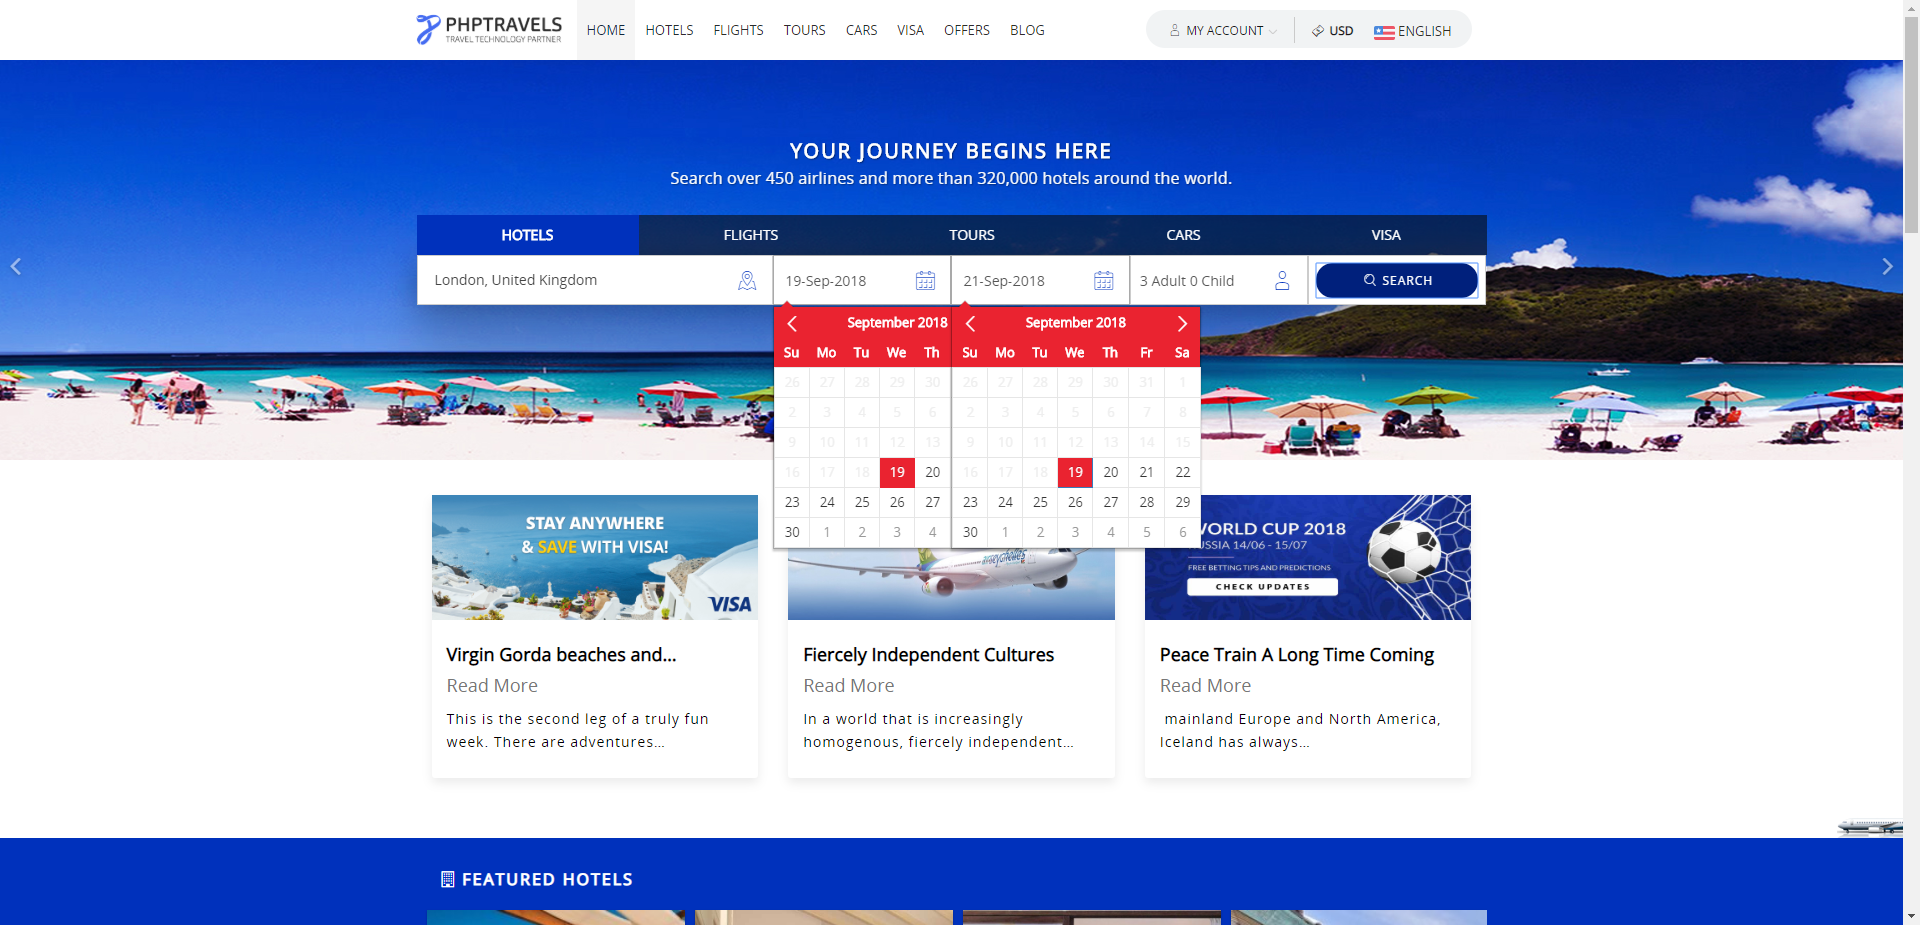 PHPTRAVELS
TRAVEL TECHNOLOGY PARTNER
HOME HOTELS FLIGHTS TOURS CARS VISA OFFERS BLOG
MY ACCOUNT USD ENGLISH
YOUR JOURNEY BEGINS HERE
Search over 450 airlines and more than 320,000 hotels around the world.
HOTELS FLIGHTS TOURS CARS VISA
London, United Kingdom 19-Sep-2018 21-Sep-2018 3 Adult 0 Child SEARCH
September 2018 September 2018
Su Mo Tu We Th Su Mo Tu We Th Fr Sa
26 27 28 29 30 26 27 28 29 30 31 1
2 3 4 5 6 2 3 4 5 6 7 8
9 10 11 12 13 9 10 11 12 13 14 15
16 17 18 19 20 16 17 18 19 20 21 22
23 24 25 26 27 23 24 25 26 27 28 29
30 1 2 3 4 30 1 2 3 4 5 6
STAY ANYWHERE
& SAVE WITH VISA!
VISA
WORLD CUP 2018
RUSSIA 14/06 - 15/07
FREE BETTING TIPS AND PREDICTIONS
CHECK UPDATES
Virgin Gorda beaches and...
Read More
This is the second leg of a truly fun
week. There are adventures...
Fiercely Independent Cultures
Read More
In a world that is increasingly
homogenous, fiercely independent...
Peace Train A Long Time Coming
Read More
mainland Europe and North America,
Iceland has always...
FEATURED HOTELS